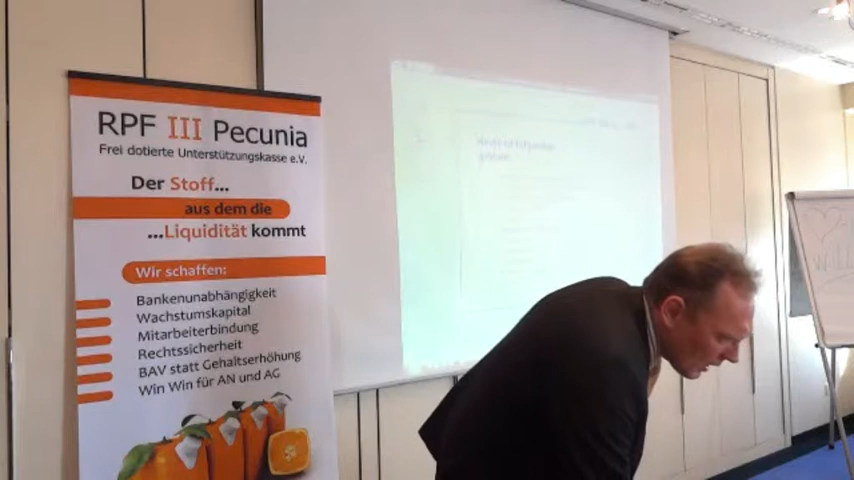 RPF III Pecunia
Frei dotierte Unterstützungskasse e.V.
Der Stoff...
aus dem die
...Liquidität kommt
Wir schaffen:
Bankenunabhängigkeit
Wachstumskapital
Mitarbeiterbindung
Rechtssicherheit
BAV statt Gehaltserhöhung
Win Win für AN und AG